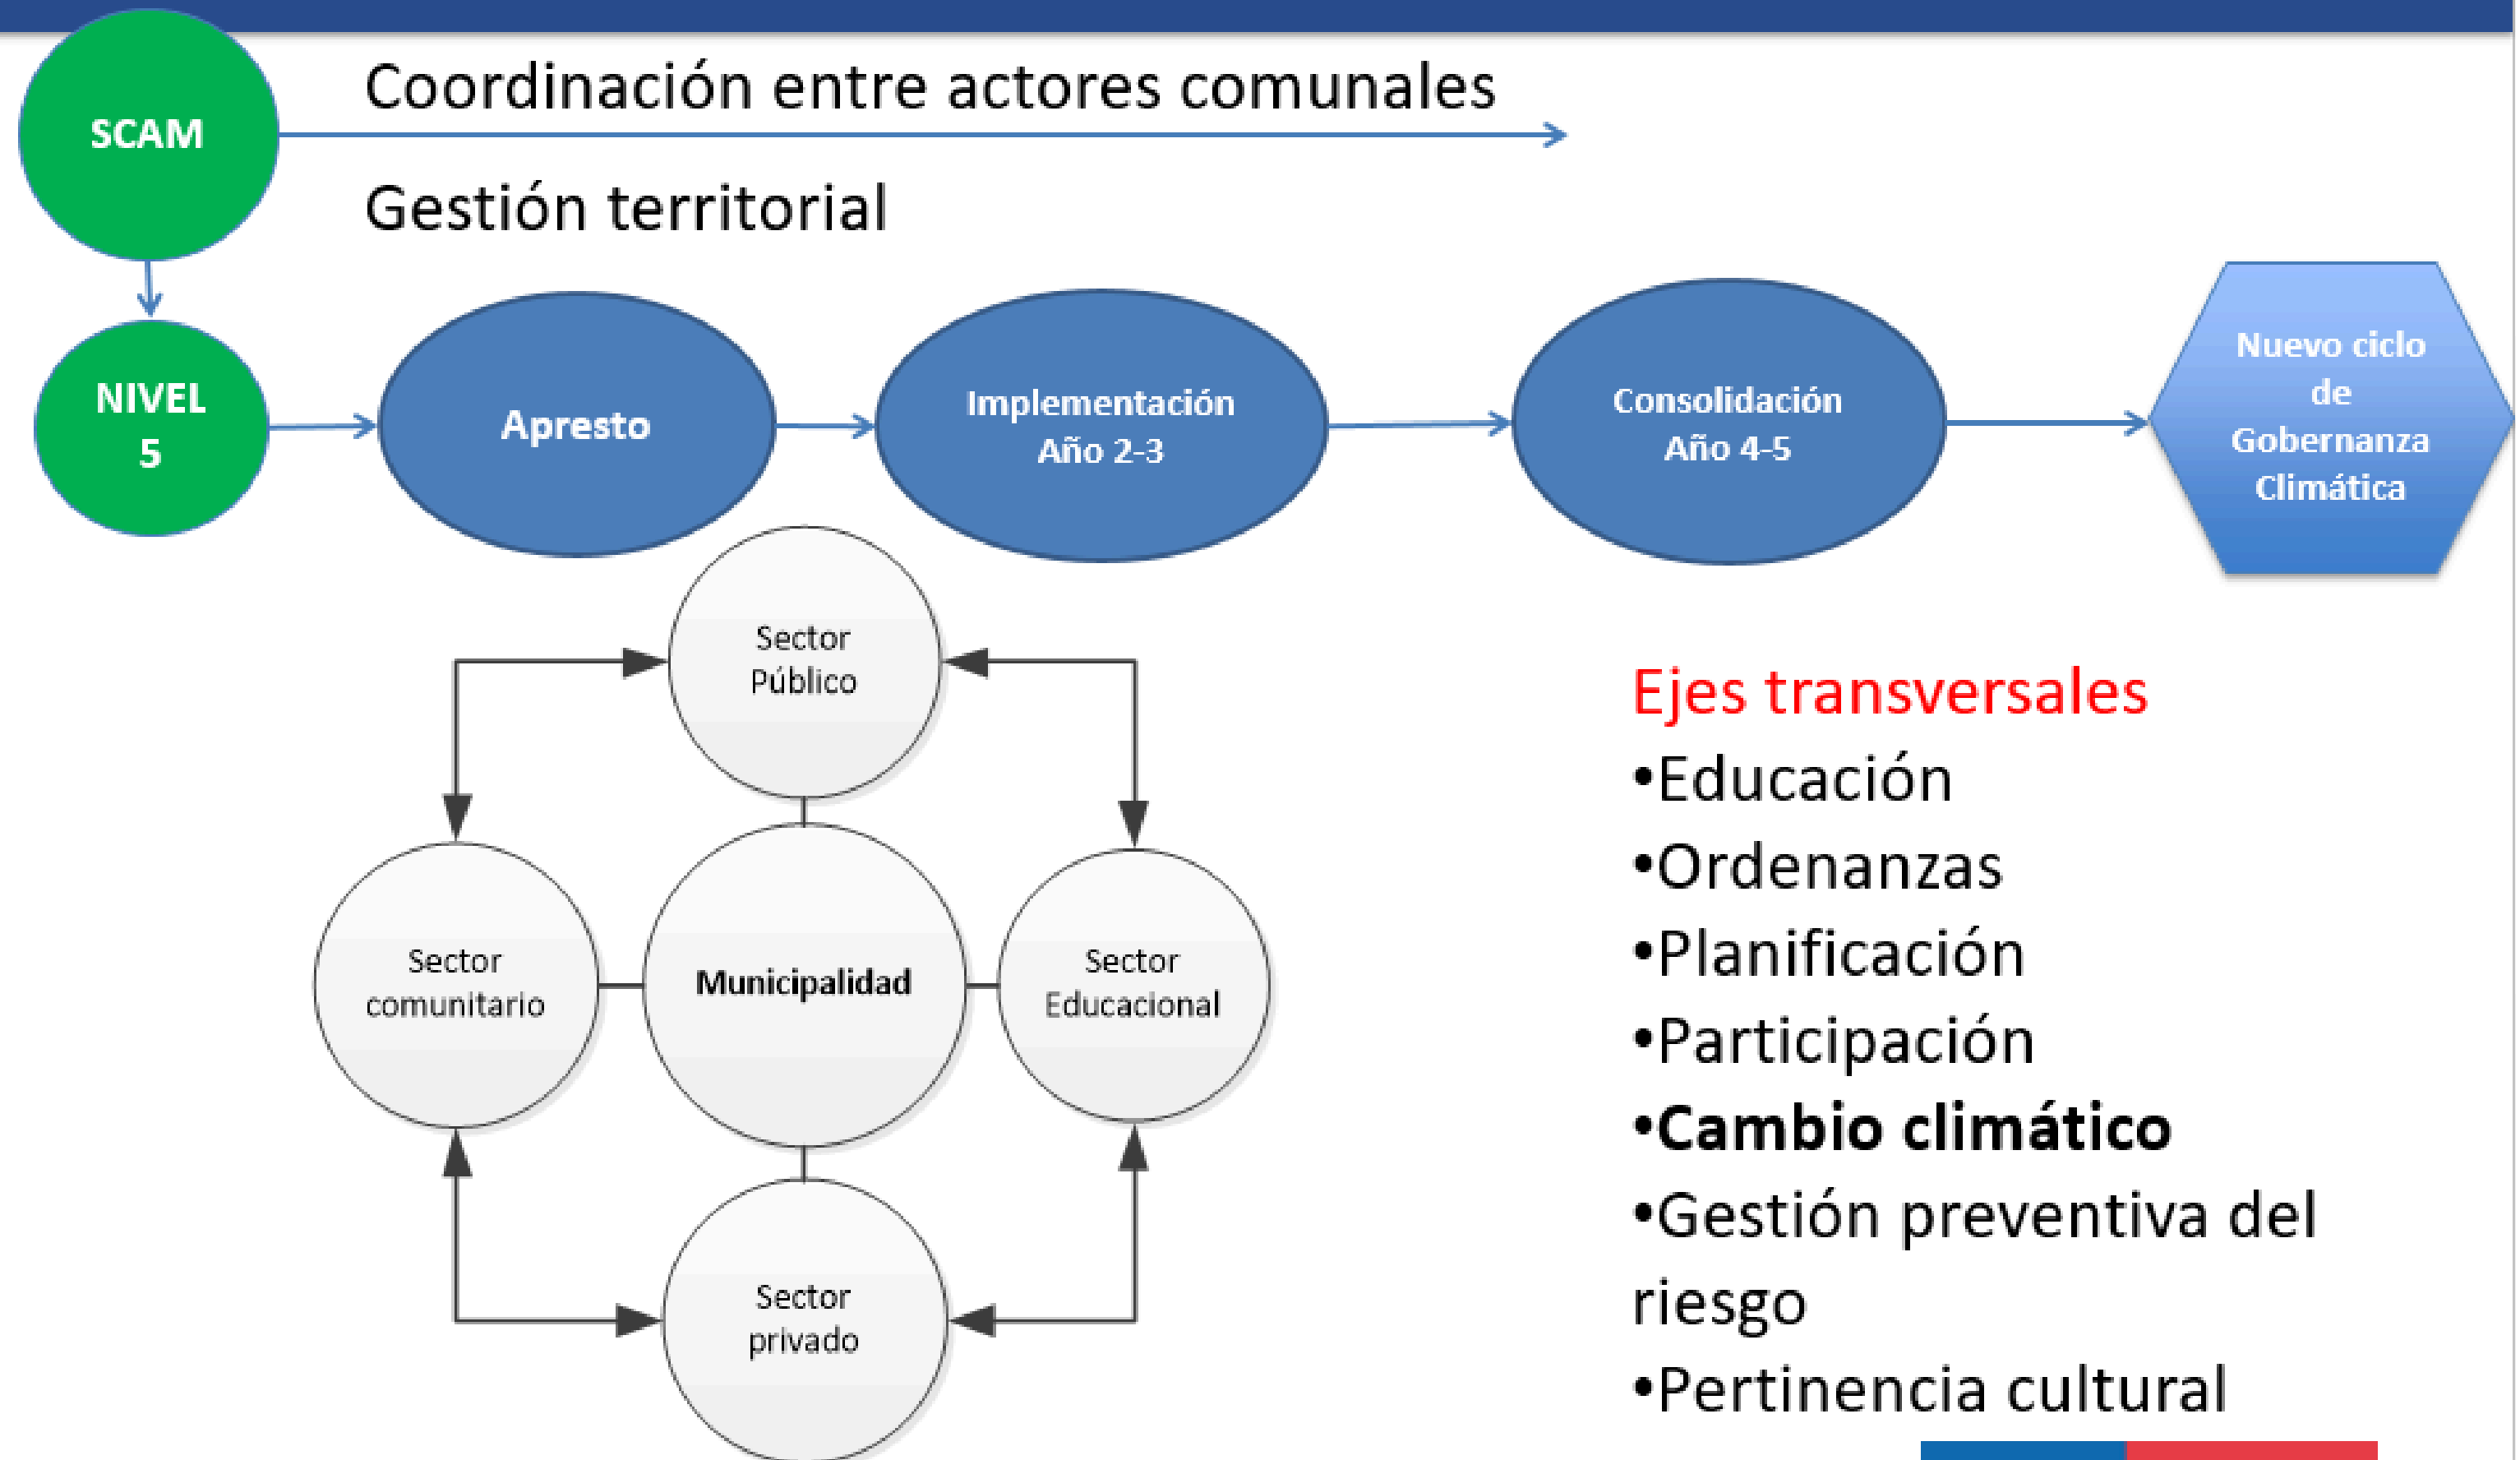 SCAM
Coordinación entre actores comunales
Gestión territorial
NIVEL
5
Apresto
Implementación
Año 2-3
Consolidación
Año 4-5
Nuevo ciclo
de
Gobernanza
Climática
Sector
Público
Sector
comunitario
Municipalidad
Sector
Educacional
Sector
privado
Ejes transversales
•Educación
•Ordenanzas
•Planificación
•Participación
•Cambio climático
•Gestión preventiva del
riesgo
•Pertinencia cultural